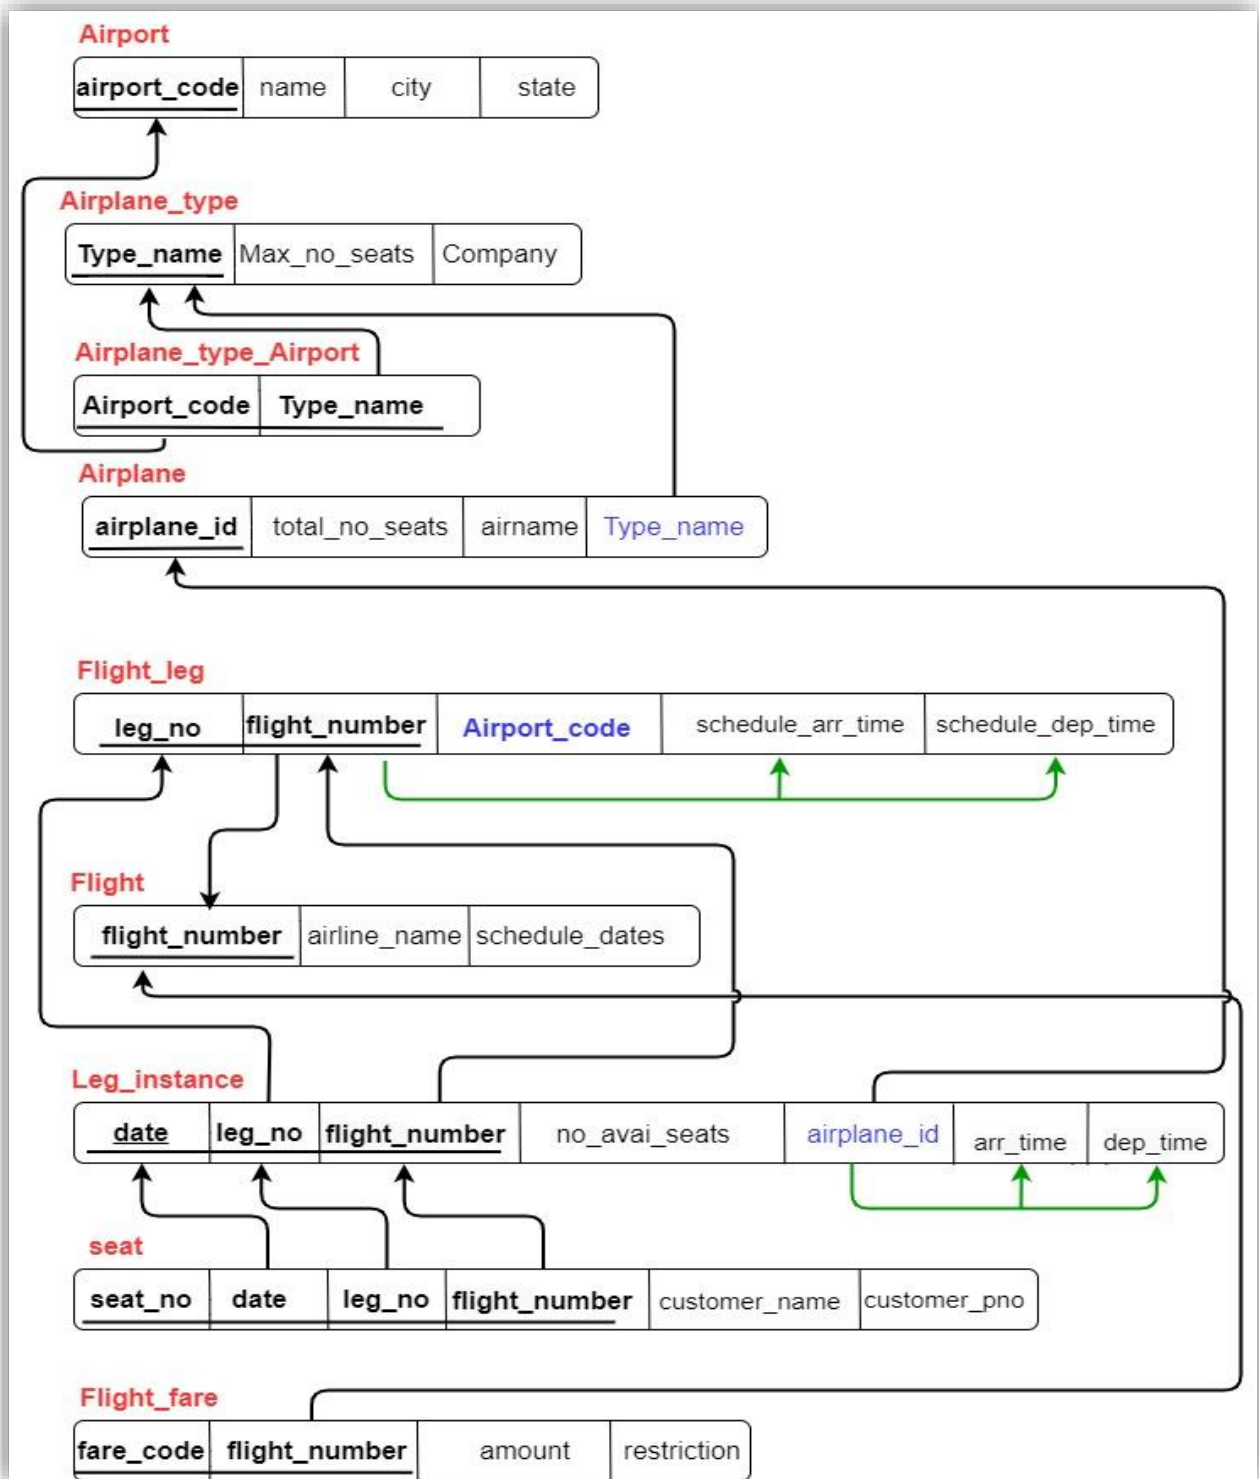 Airport
airport_code name city state
Airplane_type
Type_name Max_no_seats Company
Airplane_type_Airport
Airport_code Type_name
Airplane
airplane_id total_no_seats airname Type_name
Flight_leg
leg_no flight_number Airport_code schedule_arr_time schedule_dep_time
Flight
flight_number airline_name schedule_dates
Leg_instance
date leg_no flight_number no_avai_seats airplane_id arr_time dep_time
seat
seat_no date leg_no flight_number customer_name customer_pno
Flight_fare
fare_code flight_number amount restriction